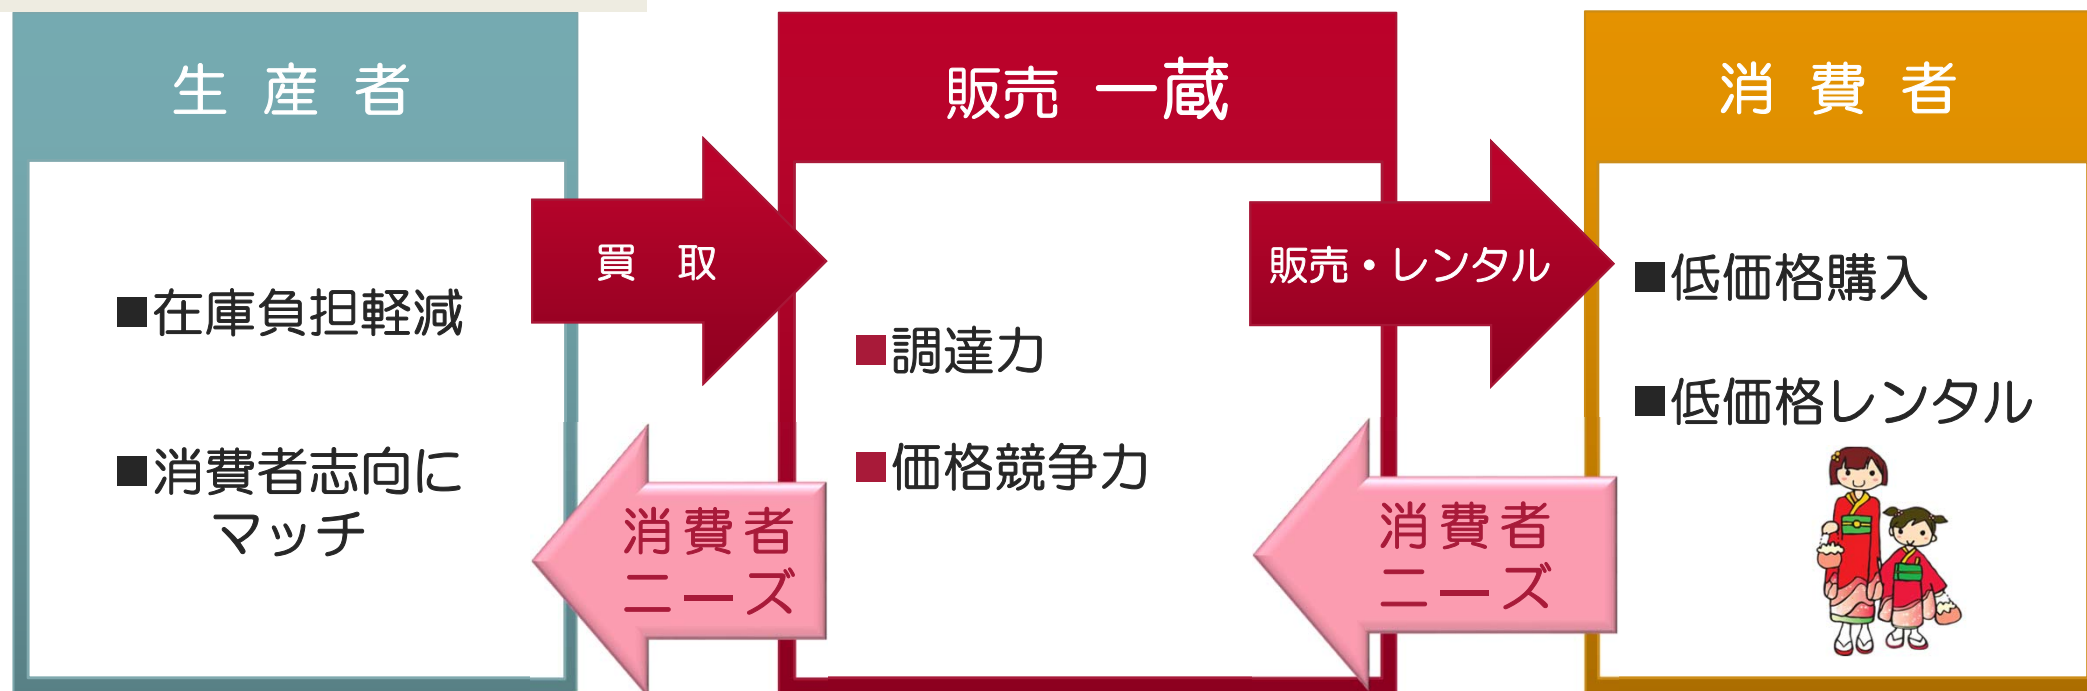 生産者
■在庫負担軽減
■消費者志向に
マッチ
買取
消費者
ニーズ
販売 一蔵
■調達力
■価格競争力
販売・レンタル
消費者
ニーズ
消費者
■低価格購入
■低価格レンタル